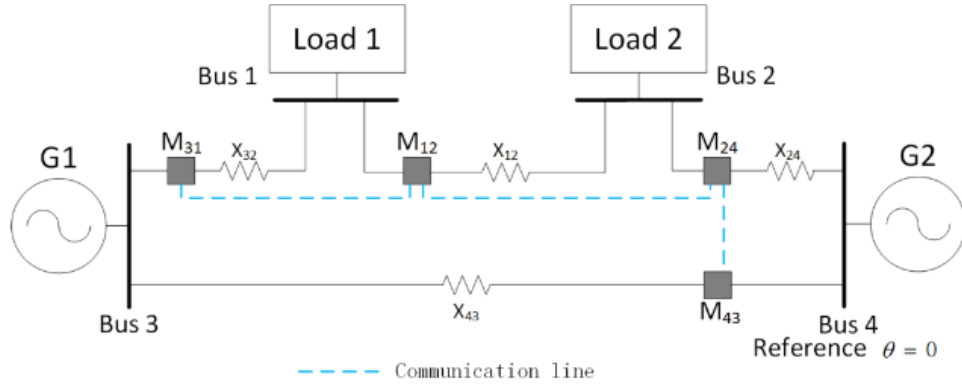 Load 1
Load 2
Bus 1
Bus 2
G1
M31
X32
M12
X12
M24
X24
G2
X43
M43
Bus 3
Bus 4
Reference θ = 0
Communication line